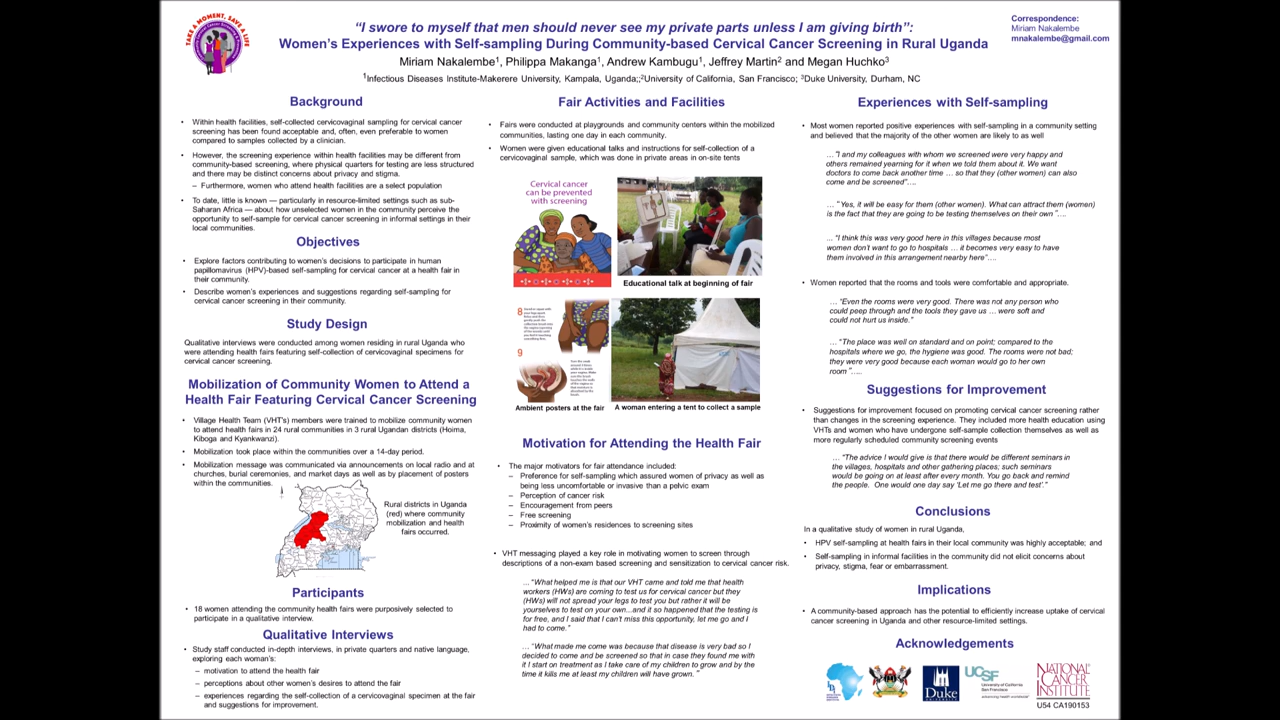 TAKE A MOMENT, SAVE A LIFE
"I swore to myself that men should never see my private parts unless I am giving birth":
Women's Experiences with Self-sampling During Community-based Cervical Cancer Screening in Rural Uganda
Miriam Nakalembe1, Philippa Makanga1, Andrew Kambugu1, Jeffrey Martin2 and Megan Huchko3
1Infectious Diseases Institute-Makerere University, Kampala, Uganda;;2University of California, San Francisco; 3Duke University, Durham, NC
Correspondence:
Miriam Nakalembe
mnakalembe@gmail.com
Background
• Within health facilities, self-collected cervicovaginal sampling for cervical cancer
screening has been found acceptable and, often, even preferable to women
compared to samples collected by a clinician.
• However, the screening experience within health facilities may be different from
community-based screening, where physical quarters for testing are less structured
and there may be distinct concerns about privacy and stigma.
– Furthermore, women who attend health facilities are a select population
• To date, little is known — particularly in resource-limited settings such as sub-
Saharan Africa — about how unselected women in the community perceive the
opportunity to self-sample for cervical cancer screening in informal settings in their
local communities.
Objectives
• Explore factors contributing to women's decisions to participate in human
papillomavirus (HPV)-based self-sampling for cervical cancer at a health fair in
their community.
• Describe women's experiences and suggestions regarding self-sampling for
cervical cancer screening in their community.
Study Design
Qualitative interviews were conducted among women residing in rural Uganda who
were attending health fairs featuring self-collection of cervicovaginal specimens for
cervical cancer screening.
Mobilization of Community Women to Attend a
Health Fair Featuring Cervical Cancer Screening
• Village Health Team (VHT's) members were trained to mobilize community women
to attend health fairs in 24 rural communities in 3 rural Ugandan districts (Hoima,
Kiboga and Kyankwanzi).
• Mobilization took place within the communities over a 14-day period.
• Mobilization message was communicated via announcements on local radio and at
churches, burial ceremonies, and market days as well as by placement of posters
within the communities.
Rural districts in Uganda
(red) where community
mobilization and health
fairs occurred.
Participants
• 18 women attending the community health fairs were purposively selected to
participate in a qualitative interview.
Qualitative Interviews
• Study staff conducted in-depth interviews, in private quarters and native language,
exploring each woman's:
– motivation to attend the health fair
– perceptions about other women's desires to attend the fair
– experiences regarding the self-collection of a cervicovaginal specimen at the fair
and suggestions for improvement.
Fair Activities and Facilities
• Fairs were conducted at playgrounds and community centers within the mobilized
communities, lasting one day in each community.
• Women were given educational talks and instructions for self-collection of a
cervicovaginal sample, which was done in private areas in on-site tents
Cervical cancer
can be prevented
with screening
Educational talk at beginning of fair
8
9
Ambient posters at the fair
A woman entering a tent to collect a sample
Motivation for Attending the Health Fair
• The major motivators for fair attendance included:
– Preference for self-sampling which assured women of privacy as well as
being less uncomfortable or invasive than a pelvic exam
– Perception of cancer risk
– Encouragement from peers
– Free screening
– Proximity of women's residences to screening sites
• VHT messaging played a key role in motivating women to screen through
descriptions of a non-exam based screening and sensitization to cervical cancer risk.
... "What helped me is that our VHT came and told me that health
workers (HWs) are coming to test us for cervical cancer but they
(HWs) will not spread your legs to test you but rather it will be
yourselves to test on your own...and it so happened that the testing is
for free, and I said that I can't miss this opportunity, let me go and I
had to come."
... "What made me come was because that disease is very bad so I
decided to come and be screened so that in case they found me with
it I start on treatment as I take care of my children to grow and by the
time it kills me at least my children will have grown. "
Experiences with Self-sampling
• Most women reported positive experiences with self-sampling in a community setting
and believed that the majority of the other women are likely to as well
... "I and my colleagues with whom we screened were very happy and
others remained yearning for it when we told them about it. We want
doctors to come back another time ... so that they (other women) can also
come and be screened"....
... " Yes, it will be easy for them (other women). What can attract them (women)
is the fact that they are going to be testing themselves on their own "....
... "I think this was very good here in this villages because most
women don't want to go to hospitals ... it becomes very easy to have
them involved in this arrangement nearby here"....
• Women reported that the rooms and tools were comfortable and appropriate.
... "Even the rooms were very good. There was not any person who
could peep through and the tools they gave us ... were soft and
could not hurt us inside."
... "The place was well on standard and on point; compared to the
hospitals where we go, the hygiene was good. The rooms were not bad;
they were very good because each woman would go to her own
room ".....
Suggestions for Improvement
• Suggestions for improvement focused on promoting cervical cancer screening rather
than changes in the screening experience. They included more health education using
VHTs and women who have undergone self-sample collection themselves as well as
more regularly scheduled community screening events
... "The advice I would give is that there would be different seminars in
the villages, hospitals and other gathering places; such seminars
would be going on at least after every month. You go back and remind
the people. One would one day say 'Let me go there and test'."
Conclusions
In a qualitative study of women in rural Uganda,
• HPV self-sampling at health fairs in their local community was highly acceptable; and
• Self-sampling in informal facilities in the community did not elicit concerns about
privacy, stigma, fear or embarrassment.
Implications
• A community-based approach has the potential to efficiently increase uptake of cervical
cancer screening in Uganda and other resource-limited settings.
Acknowledgements
Duke
UCSF
University of California
San Francisco
NATIONAL
CANCER
INSTITUTE
U54 CA190153